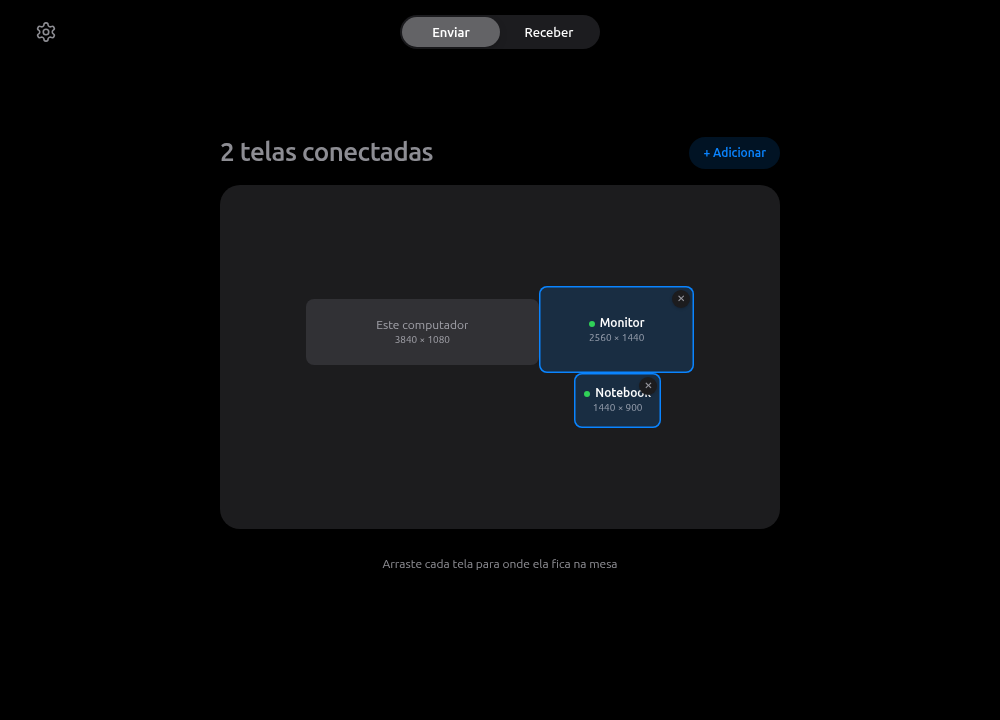 Enviar
Receber
2 telas conectadas
+ Adicionar
Este computador
3840 × 1080
Monitor
2560 × 1440
Notebook
1440 × 900
Arraste cada tela para onde ela fica na mesa